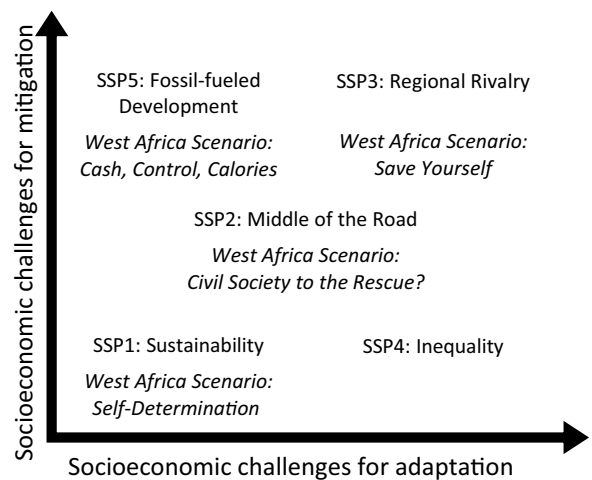 Socioeconomic challenges for mitigation
SSP5: Fossil-fueled
Development
West Africa Scenario:
Cash, Control, Calories
SSP3: Regional Rivalry
West Africa Scenario:
Save Yourself
SSP2: Middle of the Road
West Africa Scenario:
Civil Society to the Rescue?
SSP1: Sustainability
West Africa Scenario:
Self-Determination
SSP4: Inequality
Socioeconomic challenges for adaptation